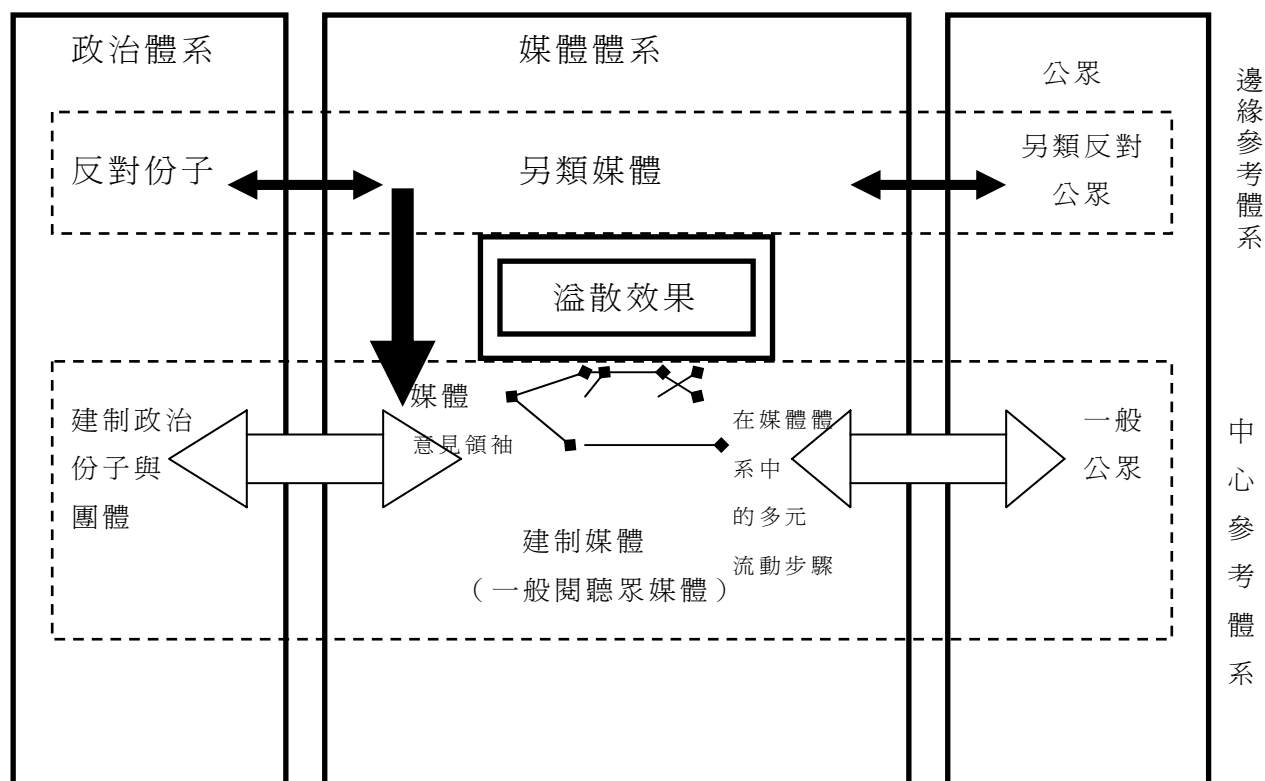 政治體系
媒體體系
公眾
反對份子
另類媒體
另類反對
公眾
邊緣參考體系
溢散效果
建制政治
份子與
團體
媒體
意見領袖
在媒體體
系中
的多元
流動步驟
建制媒體
（一般閱聽眾媒體）
一般
公眾
中心參考體系